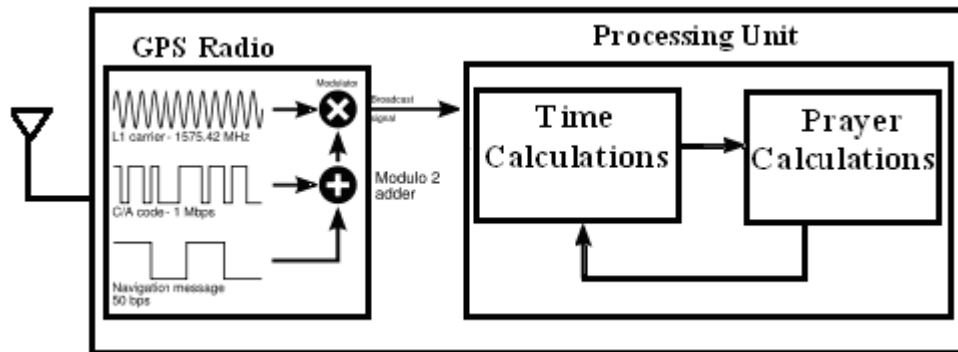 GPS Radio
Processing Unit
Modulator
L1 carrier - 1575.42 MHz
Broadcast
signal
C/A code - 1 Mbps
Modulo 2
adder
Navigation message
50 bps
Time
Calculations
Prayer
Calculations